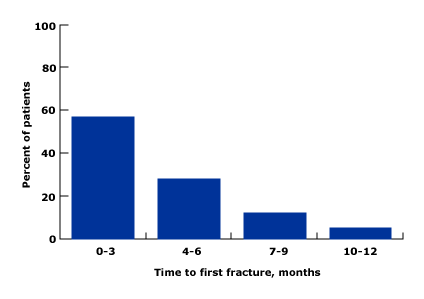 100
80
60
40
20
0
Percent of patients
0-3 4-6 7-9 10-12
Time to first fracture, months